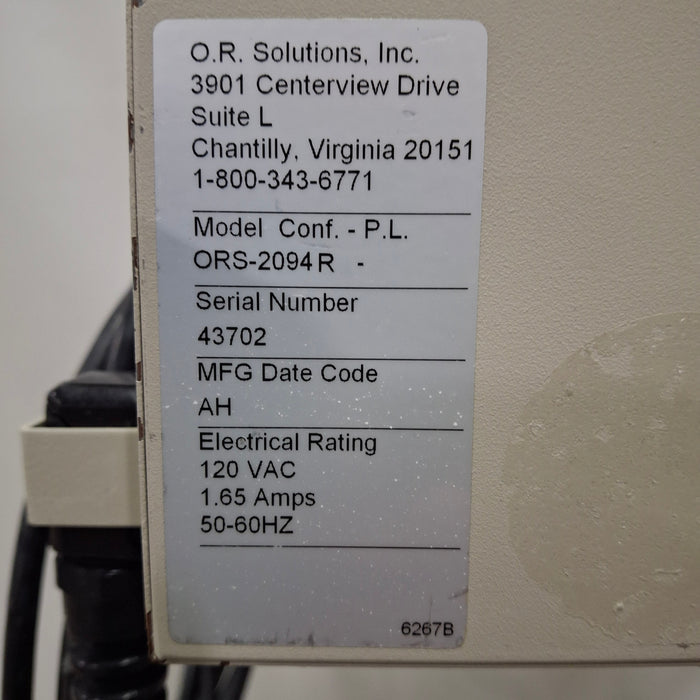 O.R. Solutions, Inc.
3901 Centerview Drive
Suite L
Chantilly, Virginia 20151
1-800-343-6771
Model Conf. - P.L.
ORS-2094 R -
Serial Number
43702
MFG Date Code
AH
Electrical Rating
120 VAC
1.65 Amps
50-60HZ
6267B